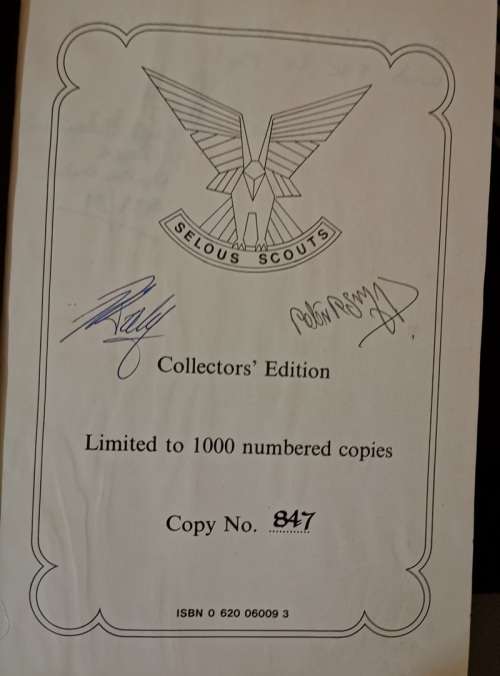 SELOUS SCOUTS
Collectors' Edition
Limited to 1000 numbered copies
Copy No. 847
ISBN 0 620 06009 3